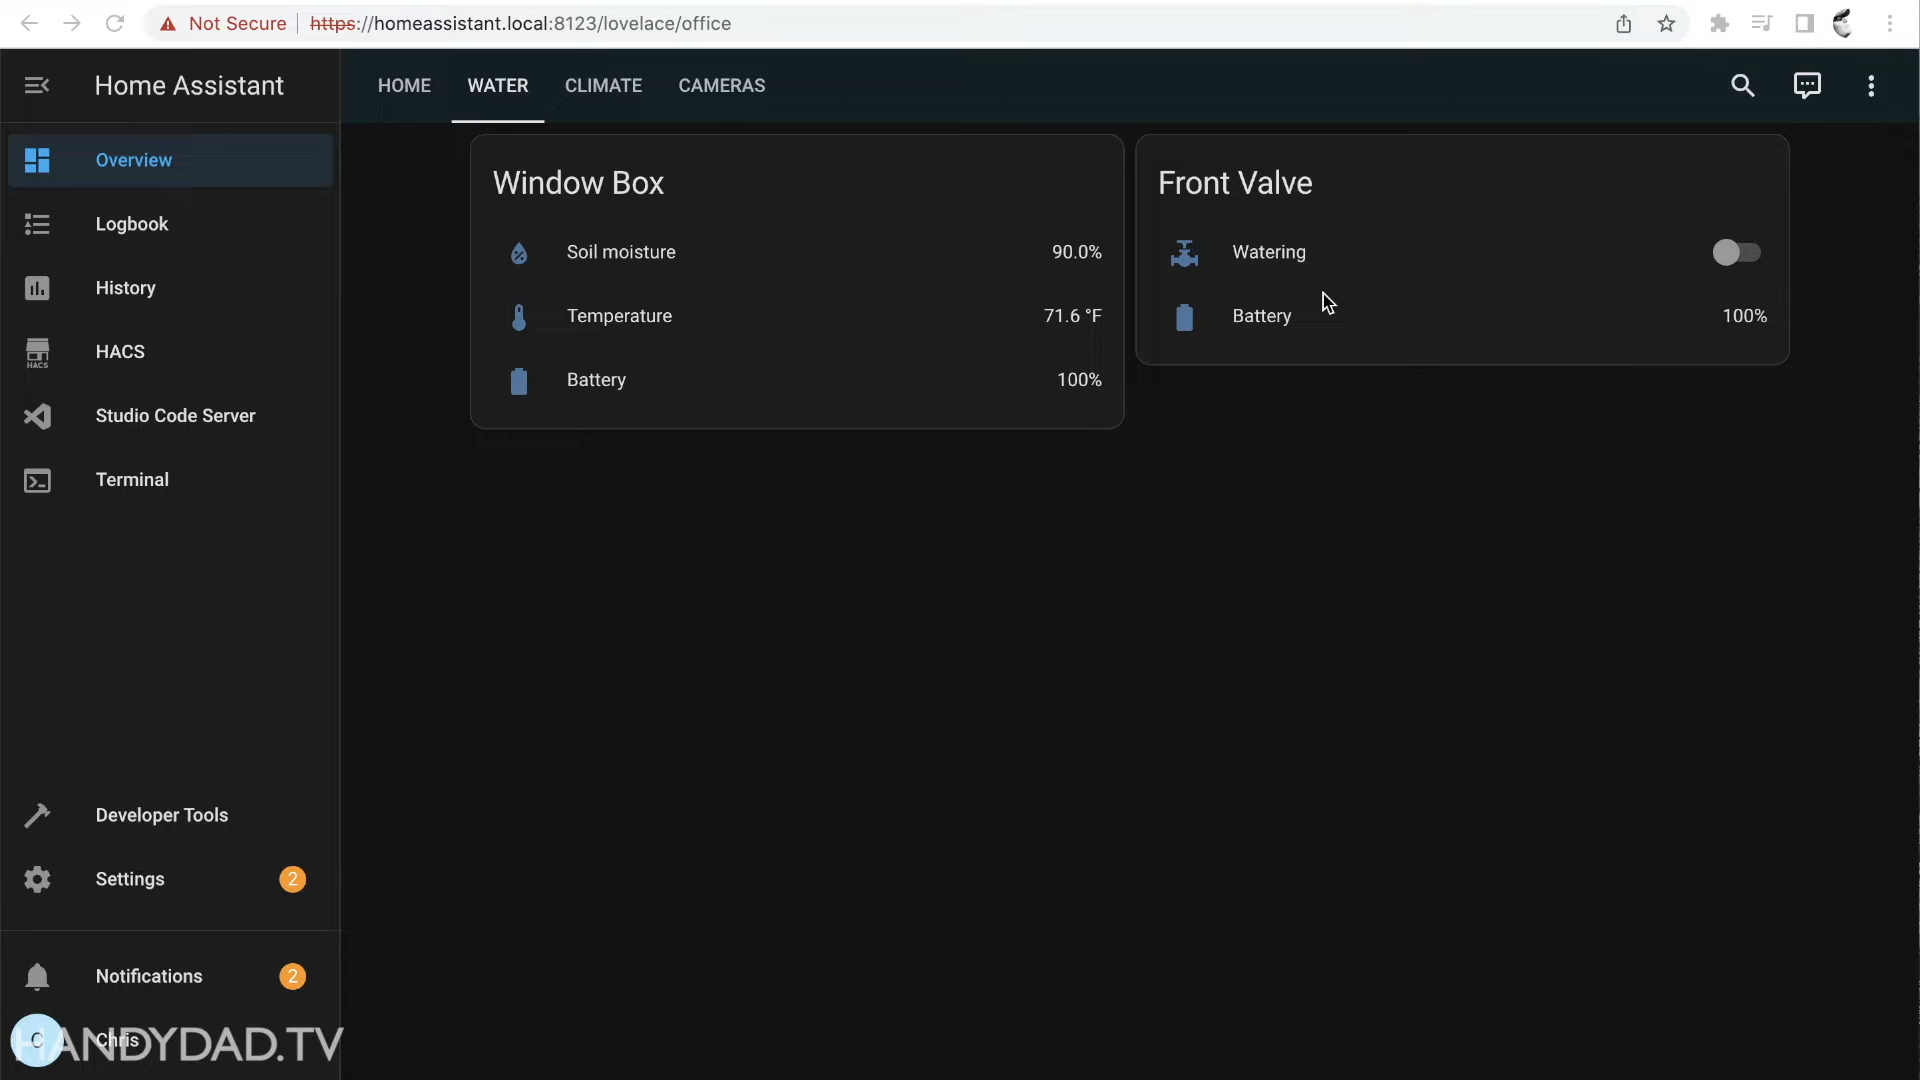 Not Secure | https://homeassistant.local:8123/lovelace/office
Home Assistant
HOME WATER CLIMATE CAMERAS
Overview
Logbook
History
HACS
HACS
Studio Code Server
Terminal
Developer Tools
Settings 2
Notifications 2
C Chris
HANDYDAD.TV
Window Box
Soil moisture 90.0%
Temperature 71.6 °F
Battery 100%
Front Valve
Watering
Battery 100%